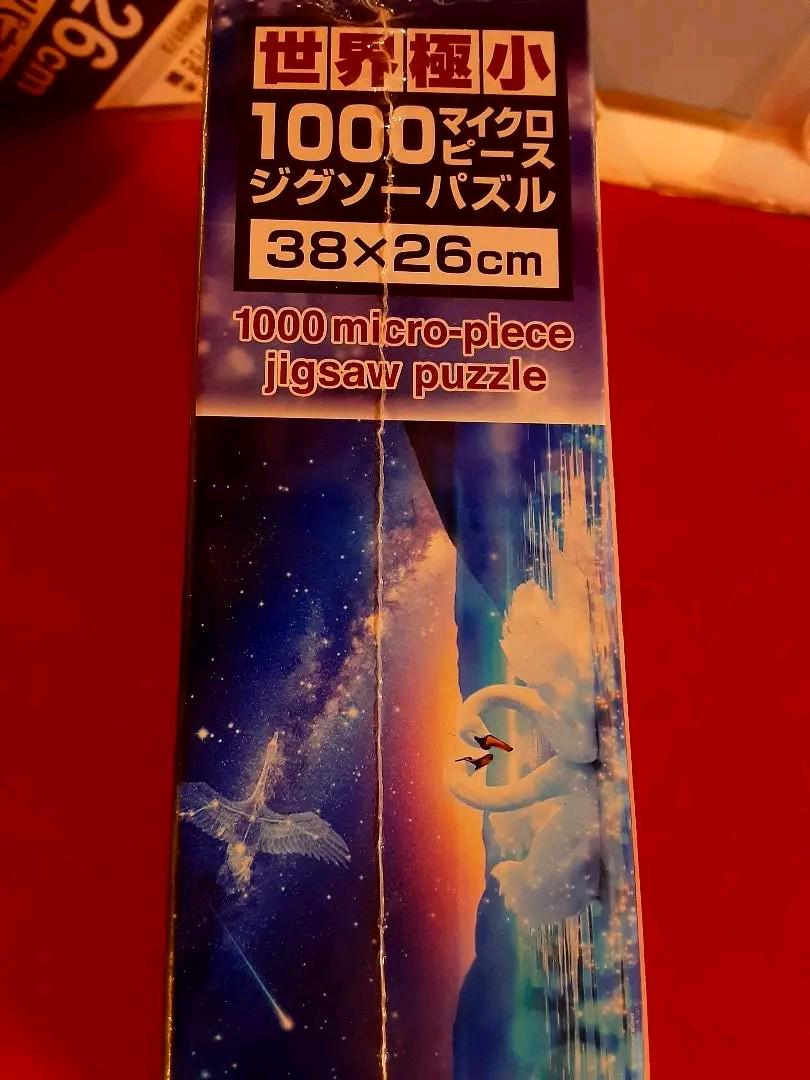 世界極小
1000マイクロピース
ジグソーパズル
38×26cm
1000 micro-piece
jigsaw puzzle
26cm